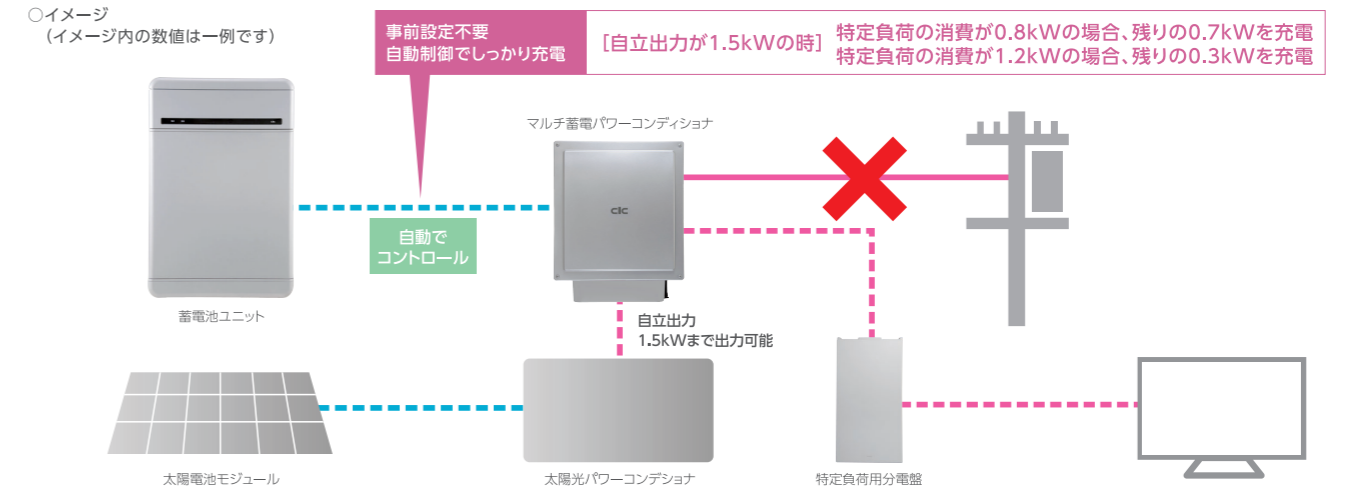 ○イメージ
（イメージ内の数値は一例です）
事前設定不要
自動制御でしっかり充電
［自立出力が1.5kWの時］
特定負荷の消費が0.8kWの場合、残りの0.7kWを充電
特定負荷の消費が1.2kWの場合、残りの0.3kWを充電
マルチ蓄電パワーコンディショナ
cic
自動で
コントロール
蓄電池ユニット
自立出力
1.5kWまで出力可能
太陽電池モジュール
太陽光パワーコンデショナ
特定負荷用分電盤